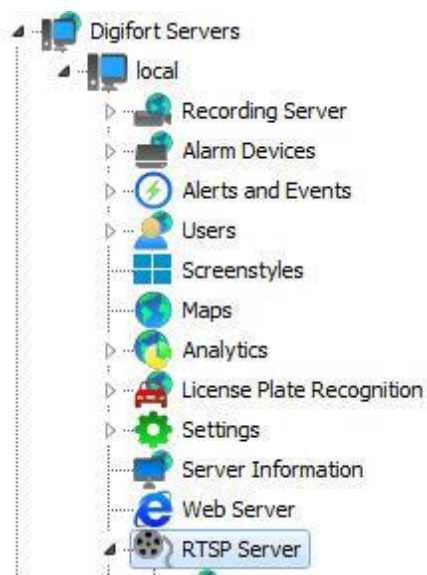 Digifort Servers
local
Recording Server
Alarm Devices
Alerts and Events
Users
Screenstyles
Maps
Analytics
License Plate Recognition
Settings
Server Information
Web Server
RTSP Server